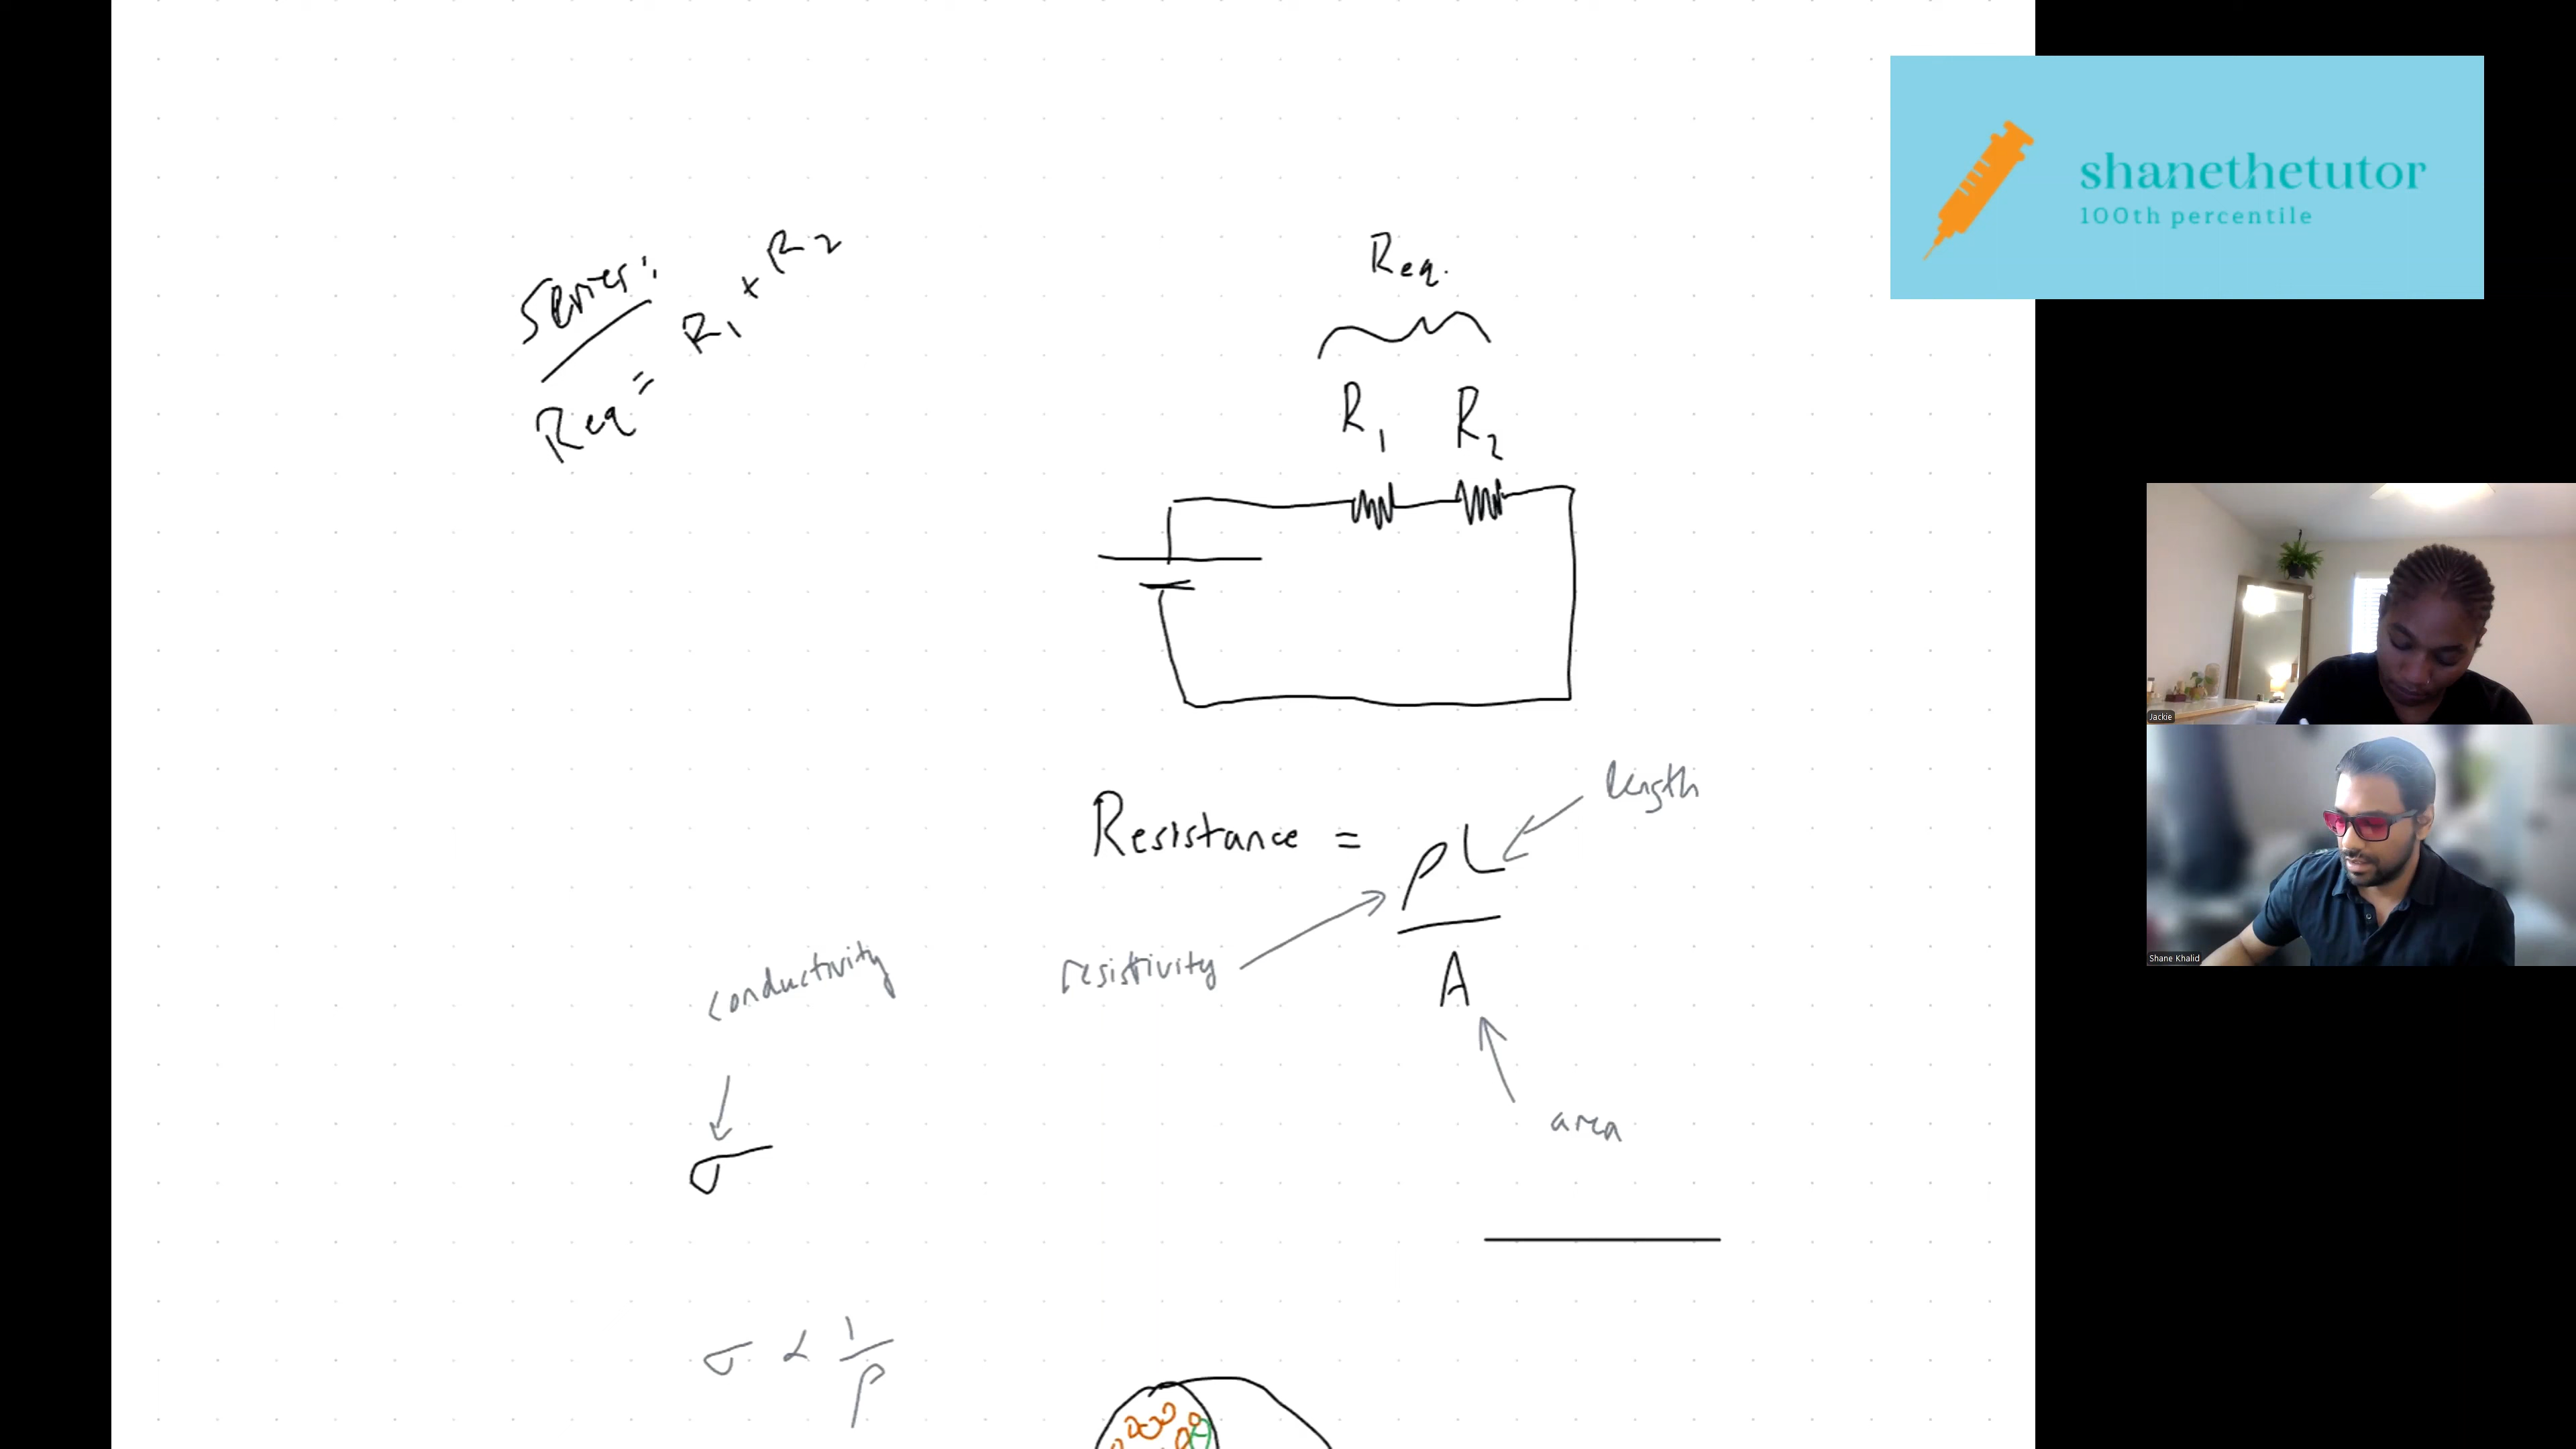 Series:
Req = R1 + R2
Req.
R1 R2
Resistance = ρL
A
length
resistivity
area
conductivity
σ
σ ∝ 1/ρ
shanethetutor
100th percentile
Jackie
Shane Khalid